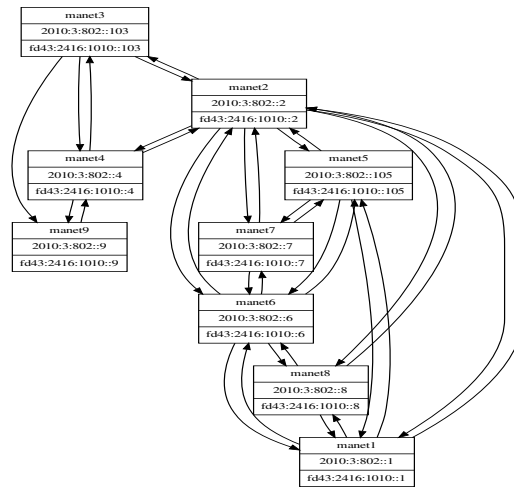 manet3
2010:3:802::103
fd43:2416:1010::103
manet2
2010:3:802::2
fd43:2416:1010::2
manet4
2010:3:802::4
fd43:2416:1010::4
manet5
2010:3:802::105
fd43:2416:1010::105
manet9
2010:3:802::9
fd43:2416:1010::9
manet7
2010:3:802::7
fd43:2416:1010::7
manet6
2010:3:802::6
fd43:2416:1010::6
manet8
2010:3:802::8
fd43:2416:1010::8
manet1
2010:3:802::1
fd43:2416:1010::1